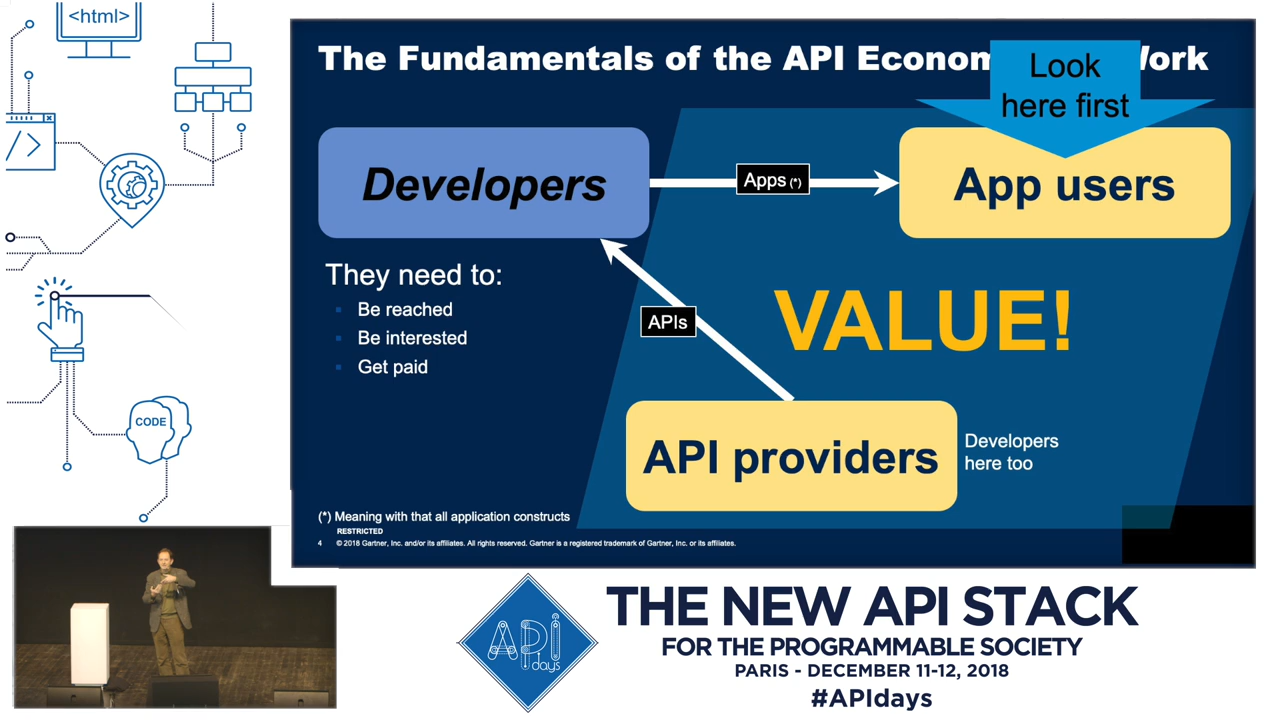 <html>
</>
CODE
The Fundamentals of the API Econom
ork
Look
here first
Developers
Apps (*)
App users
They need to:
Be reached
Be interested
Get paid
APIs
VALUE!
API providers
Developers
here too
(*) Meaning with that all application constructs
RESTRICTED
4 © 2018 Gartner, Inc. and/or its affiliates. All rights reserved. Gartner is a registered trademark of Gartner, Inc. or its affiliates.
API
days
THE NEW API STACK
FOR THE PROGRAMMABLE SOCIETY
PARIS - DECEMBER 11-12, 2018
#APIdays